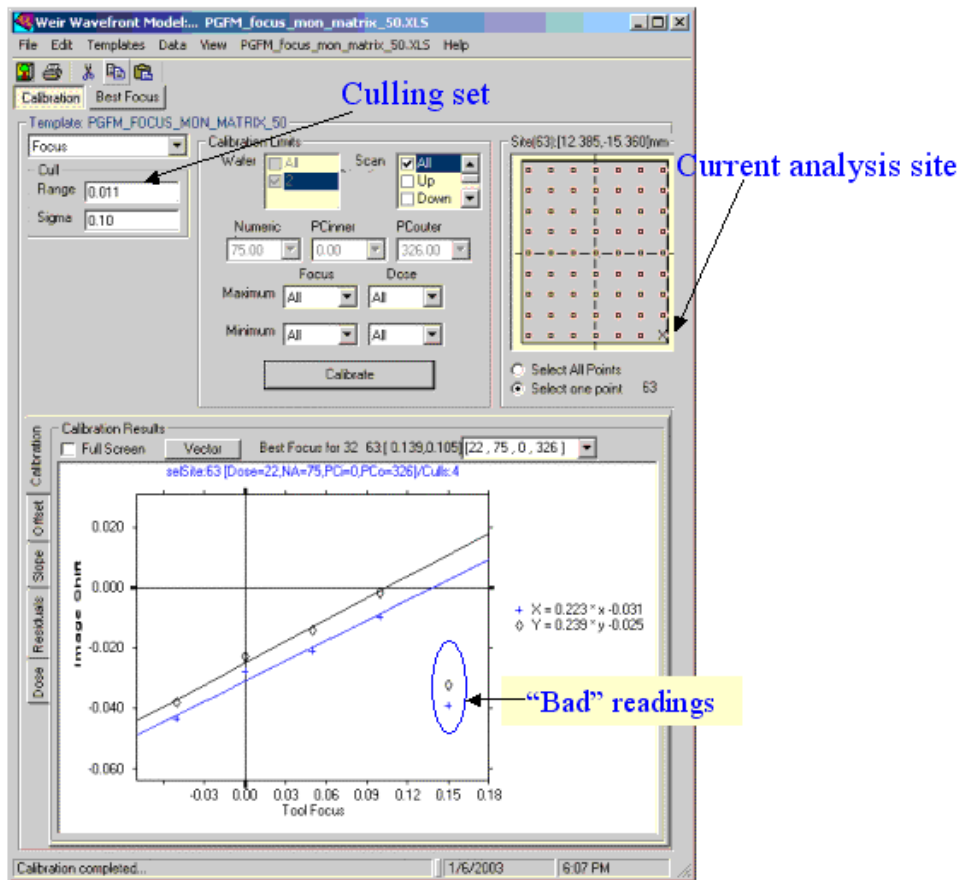 Weir Wavefront Model:... PGFM_focus_mon_matrix_50.XLS
File Edit Templates Data View PGFM_focus_mon_matrix_50.XLS Help
Calibration Best Focus
Culling set
Template: PGFM_FOCUS_MON_MATRIX_50
Focus
Cull
Range 0.011
Sigma 0.10
Calibration Limits
Wafer All
2
Scan All
Up
Down
Numeric PCinner PCouter
75.00 0.00 326.00
Focus Dose
Maximum All All
Minimum All All
Calibrate
Site(63):[12.385,-15.360]mm
Current analysis site
Select All Points
Select one point 63
Calibration
Offset
Slope
Residuals
Dose
Calibration Results
Full Screen Vector Best Focus for 32 63:[ 0.139,0.105] [22 , 75 , 0 , 326 ]
selSite:63 [Dose=22,NA=75,PCi=0,PCo=326]/Culls:4
Image Shift
0.020
0.000
-0.020
-0.040
-0.060
-0.03 0.00 0.03 0.06 0.09 0.12 0.15 0.18
Tool Focus
X = 0.223 * x -0.031
Y = 0.239 * y -0.025
“Bad” readings
Calibration completed... 1/6/2003 6:07 PM